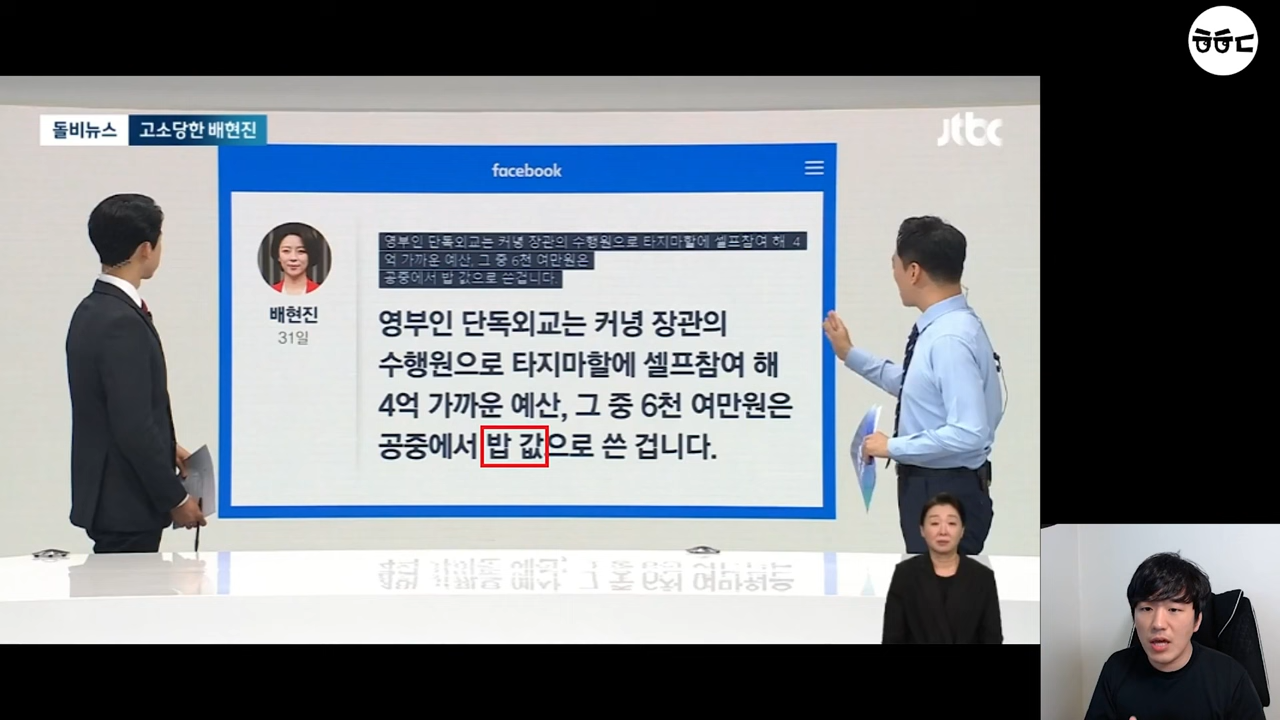 ㅎㅎㄷ
돌비뉴스 고소당한 배현진
jtbc
facebook
영부인 단독외교는 커녕 장관의 수행원으로 타지마할에 셀프참여 해 4
억 가까운 예산, 그 중 6천 여만원은
공중에서 밥 값으로 쓴겁니다.
배현진
31일
영부인 단독외교는 커녕 장관의
수행원으로 타지마할에 셀프참여 해
4억 가까운 예산, 그 중 6천 여만원은
공중에서 밥 값으로 쓴 겁니다.